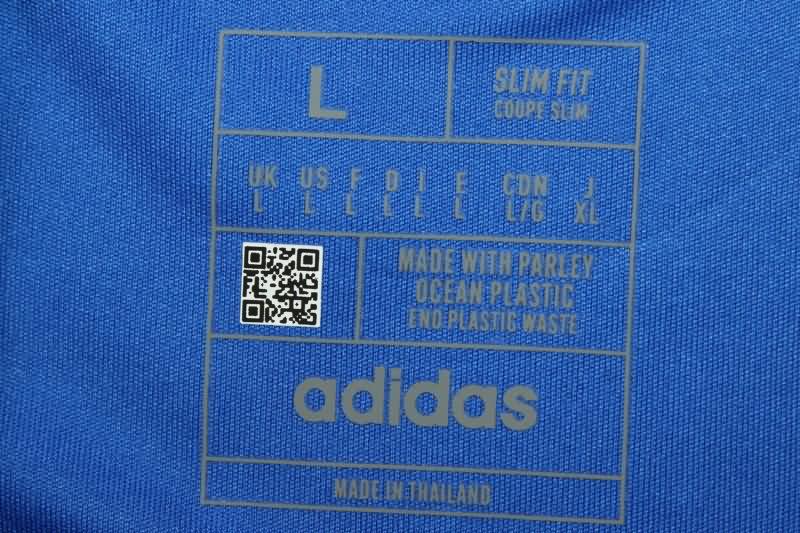 L
SLIM FIT
COUPE SLIM
UK US F D I E CDN J
L L L L L L L/G XL
MADE WITH PARLEY
OCEAN PLASTIC
END PLASTIC WASTE
adidas
MADE IN THAILAND